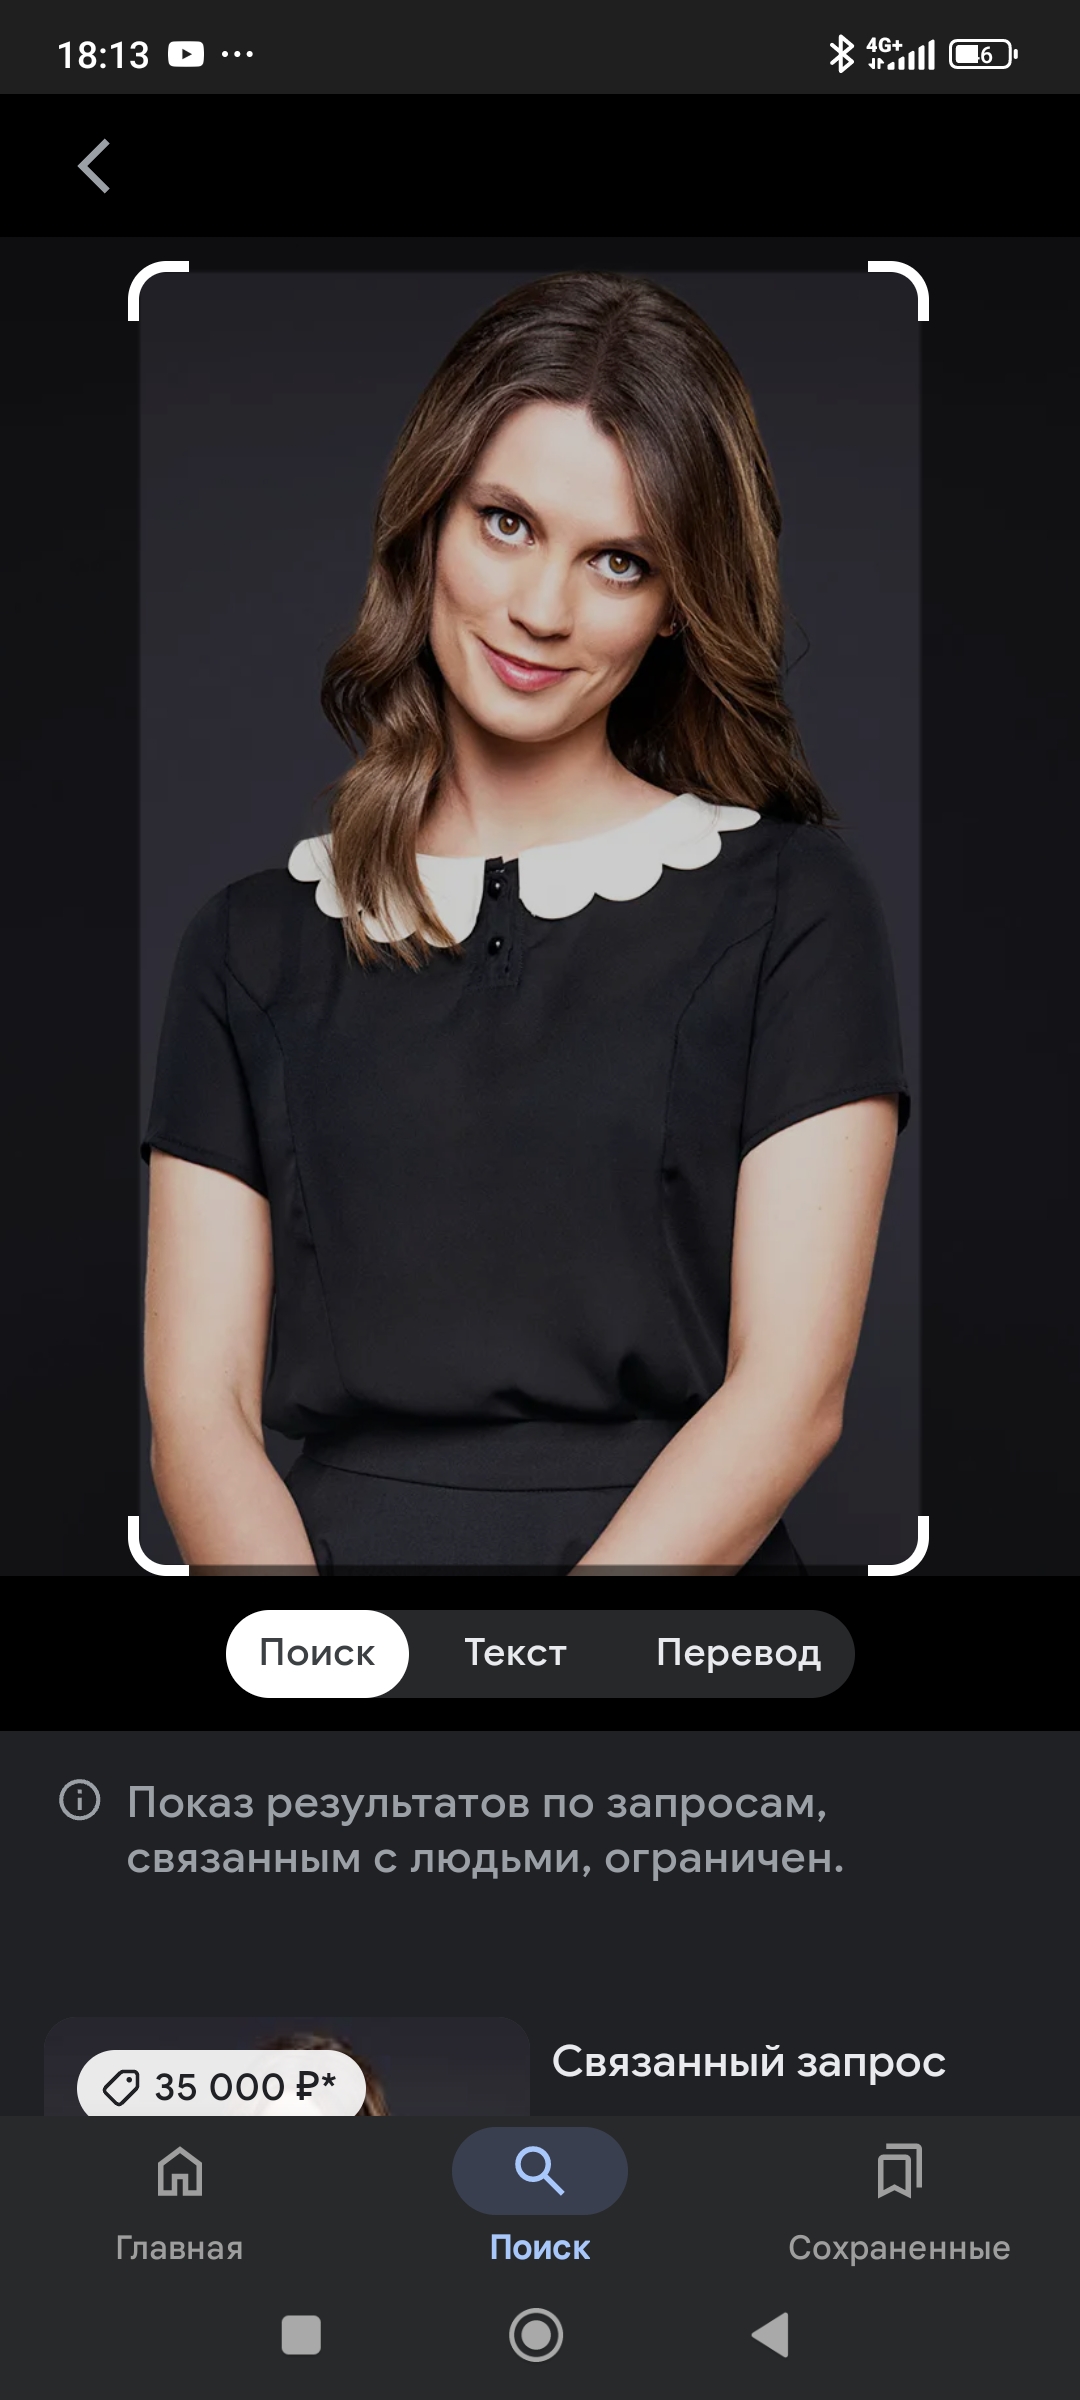 18:13
4G+
46
Поиск Текст Перевод
Показ результатов по запросам,
связанным с людьми, ограничен.
35 000 ₽*
Связанный запрос
Главная Поиск Сохраненные